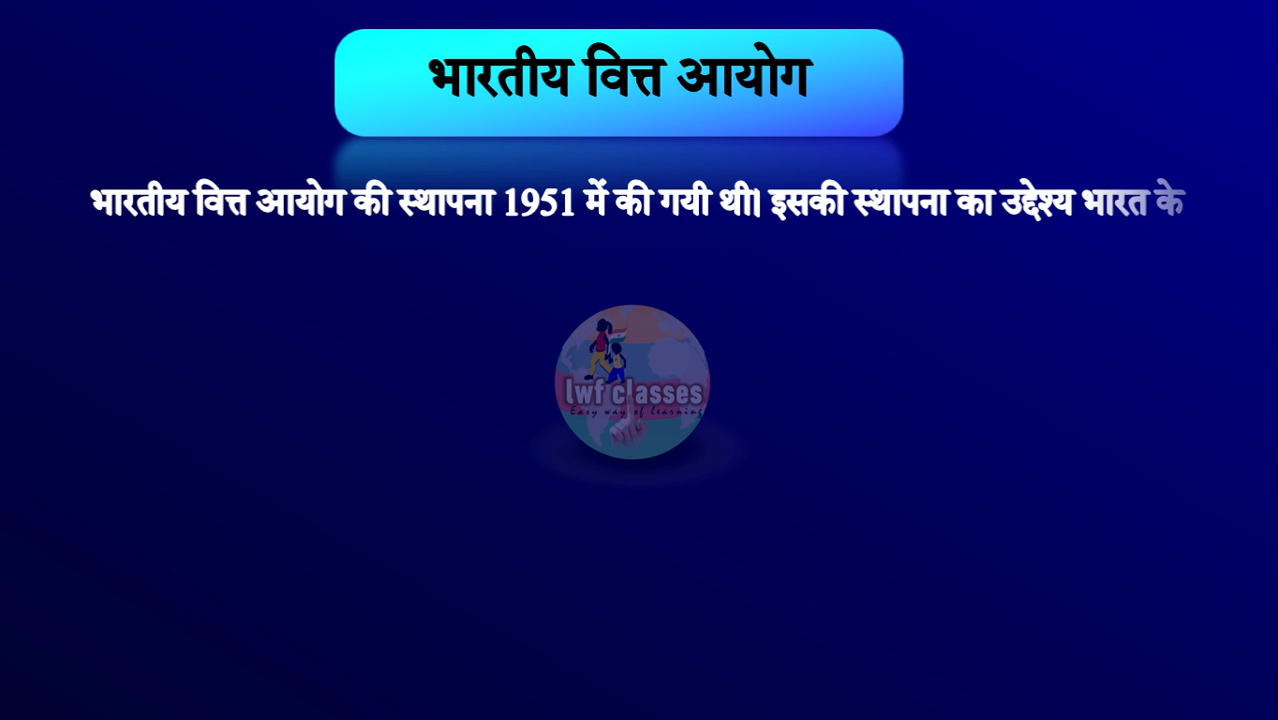 भारतीय वित्त आयोग
भारतीय वित्त आयोग की स्थापना 1951 में की गयी थी। इसकी स्थापना का उद्देश्य भारत के
lwf classes
Easy way of learning